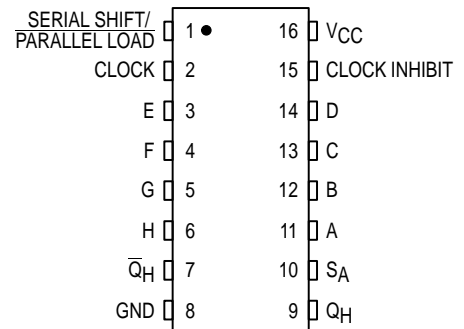 SERIAL SHIFT/
PARALLEL LOAD 1 16 VCC
CLOCK 2 15 CLOCK INHIBIT
E 3 14 D
F 4 13 C
G 5 12 B
H 6 11 A
Q̅H 7 10 SA
GND 8 9 QH